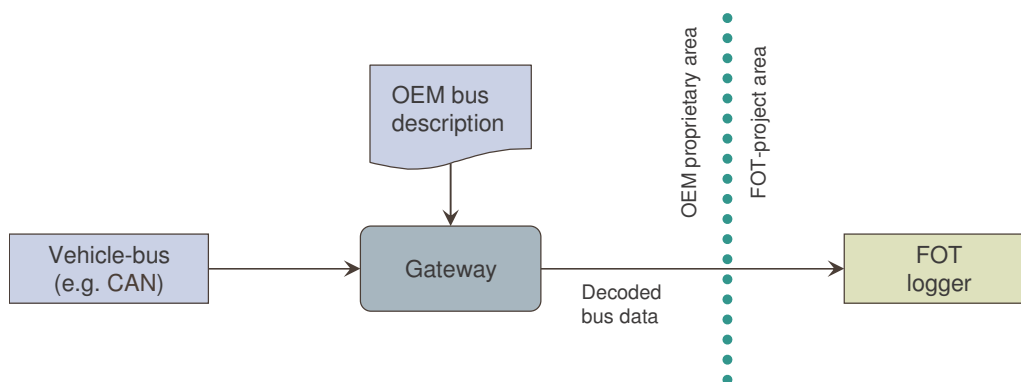 OEM bus
description
OEM proprietary area
FOT-project area
Vehicle-bus
(e.g. CAN)
Gateway
Decoded
bus data
FOT
logger